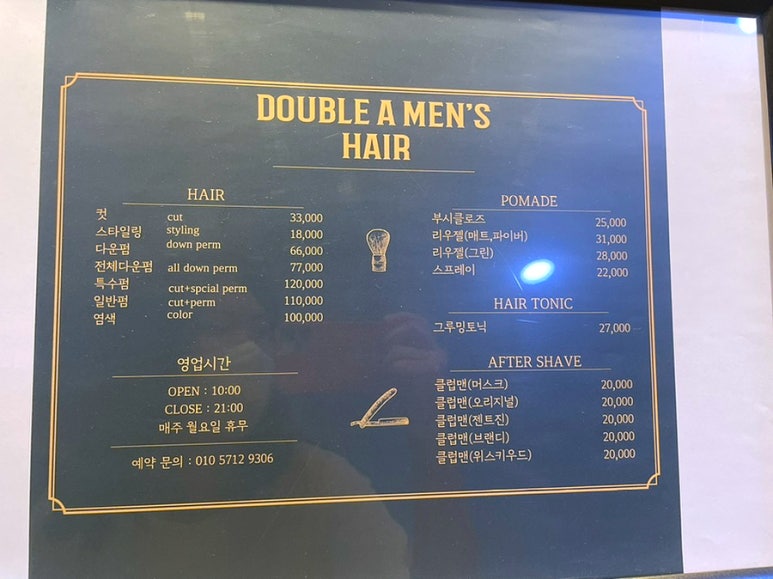 DOUBLE A MEN'S
HAIR
HAIR
컷 cut 33,000
스타일링 styling 18,000
다운펌 down perm 66,000
전체다운펌 all down perm 77,000
특수펌 cut+spcial perm 120,000
일반펌 cut+perm 110,000
염색 color 100,000
영업시간
OPEN : 10:00
CLOSE : 21:00
매주 월요일 휴무
예약 문의 : 010 5712 9306
POMADE
부시클로즈 25,000
리우젤(매트,파이버) 31,000
리우젤(그린) 28,000
스프레이 22,000
HAIR TONIC
그루밍토닉 27,000
AFTER SHAVE
클럽맨(머스크) 20,000
클럽맨(오리지널) 20,000
클럽맨(젠트진) 20,000
클럽맨(브랜디) 20,000
클럽맨(위스키우드) 20,000